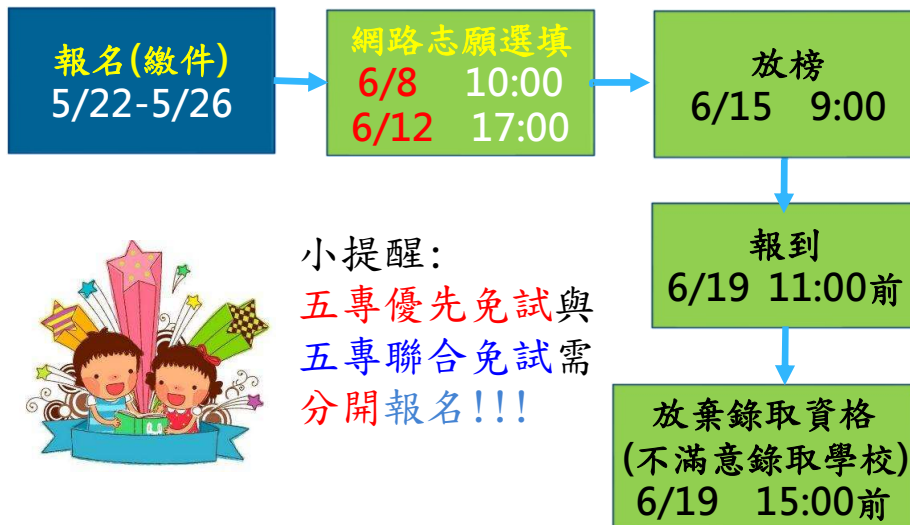 報名(繳件)
5/22-5/26
網路志願選填
6/8 10:00
6/12 17:00
放榜
6/15 9:00
報到
6/19 11:00前
放棄錄取資格
(不滿意錄取學校)
6/19 15:00前
小提醒:
五專優先免試與
五專聯合免試需
分開報名!!!